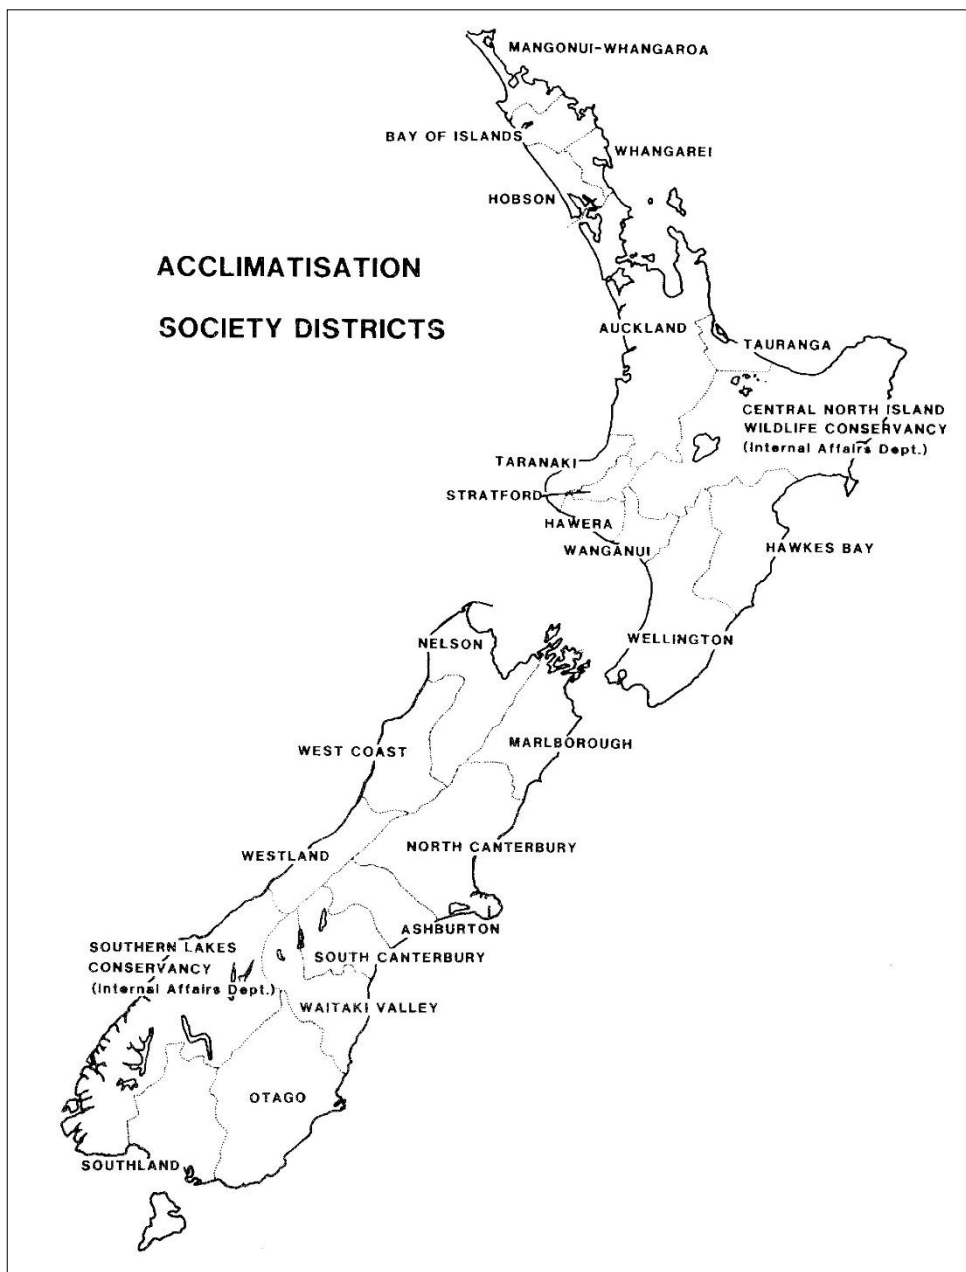 MANGONUI-WHANGAROA
BAY OF ISLANDS
WHANGAREI
HOBSON
ACCLIMATISATION
SOCIETY DISTRICTS
AUCKLAND
TAURANGA
CENTRAL NORTH ISLAND
WILDLIFE CONSERVANCY
(Internal Affairs Dept.)
TARANAKI
STRATFORD
HAWERA
WANGANUI
HAWKES BAY
WELLINGTON
NELSON
MARLBOROUGH
WEST COAST
NORTH CANTERBURY
WESTLAND
ASHBURTON
SOUTHERN LAKES
CONSERVANCY
(Internal Affairs Dept.)
SOUTH CANTERBURY
WAITAKI VALLEY
OTAGO
SOUTHLAND